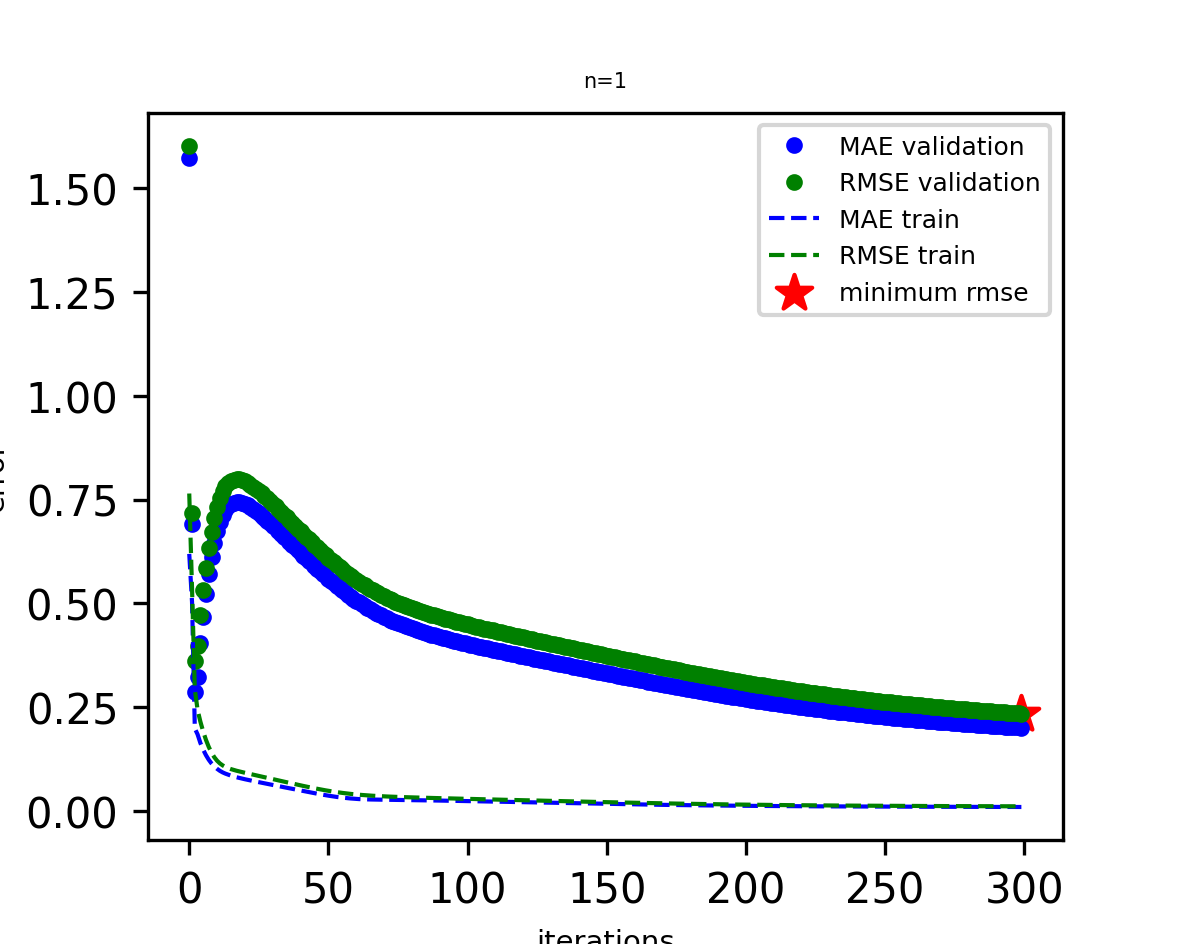 n=1
MAE validation
RMSE validation
MAE train
RMSE train
minimum rmse
1.50
1.25
1.00
0.75
0.50
0.25
0.00
0 50 100 150 200 250 300
iterations